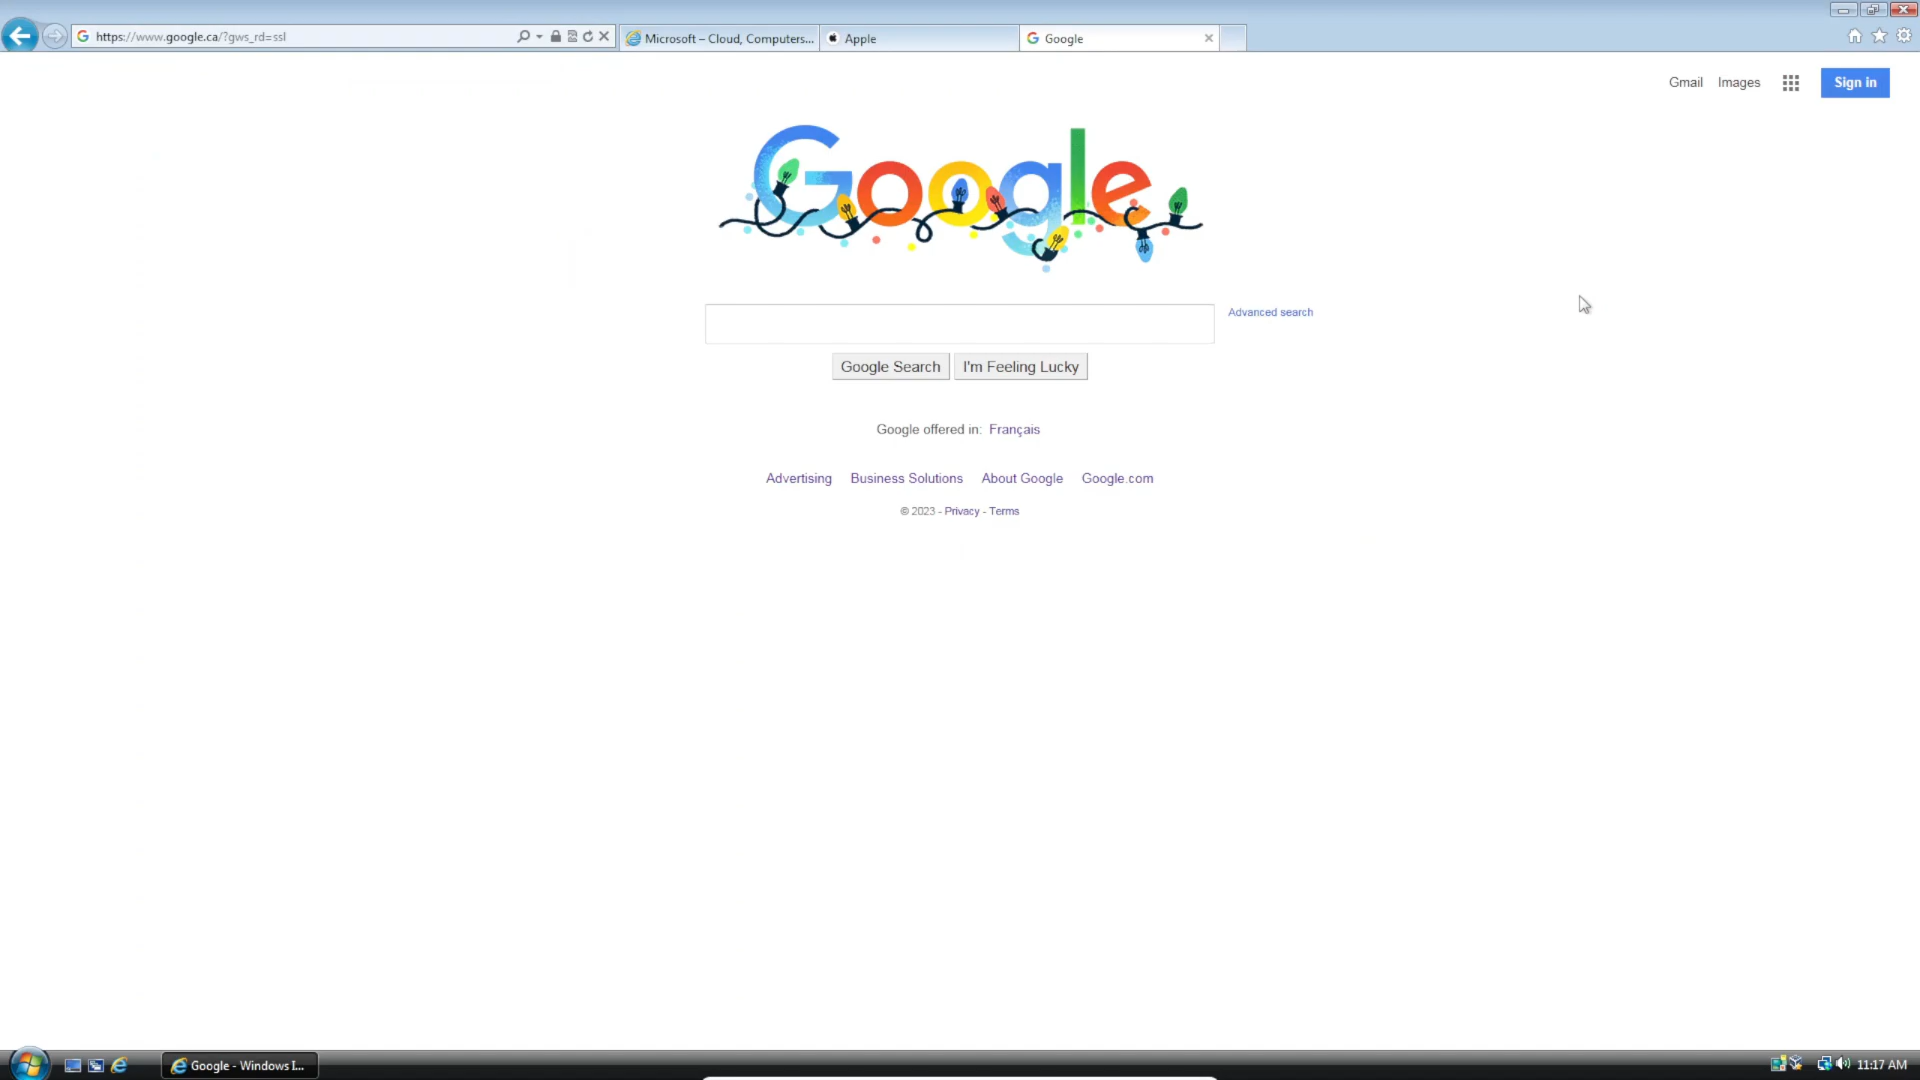 https://www.google.ca/?gws_rd=ssl
Microsoft – Cloud, Computers...
Apple
Google
Gmail
Images
Sign in
Google
Advanced search
Google Search
I'm Feeling Lucky
Google offered in: Français
Advertising
Business Solutions
About Google
Google.com
© 2023 - Privacy - Terms
Google - Windows I...
11:17 AM